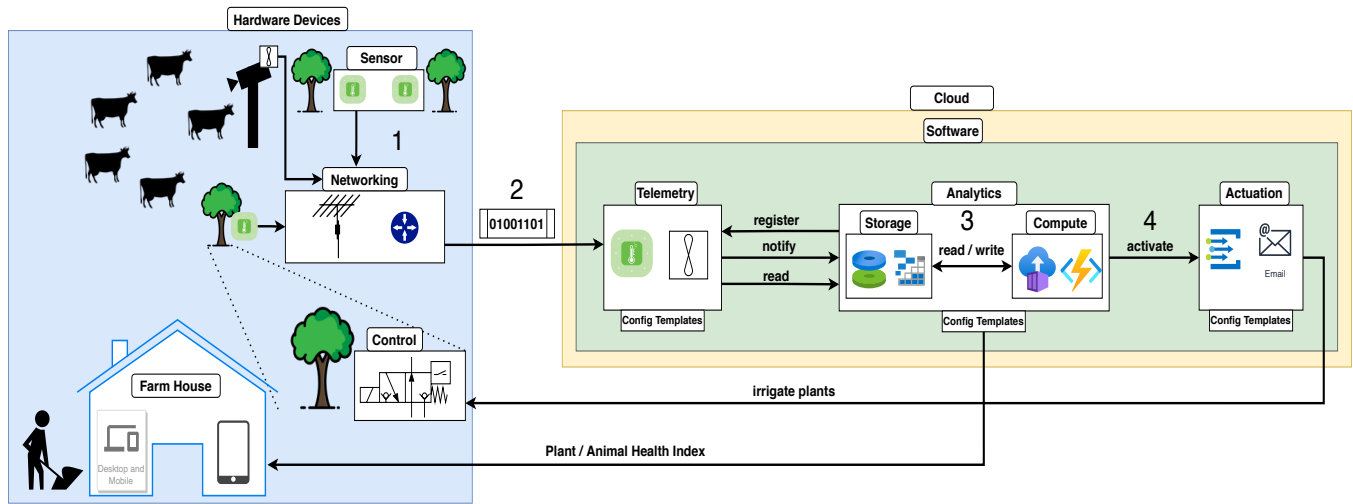 Hardware Devices
Sensor
1
Networking
2
01001101
Cloud
Software
Telemetry
Analytics
Actuation
register
notify
read
Storage
3
Compute
read / write
4
activate
@
Email
Config Templates
Config Templates
Config Templates
Control
irrigate plants
Farm House
Desktop and
Mobile
Plant / Animal Health Index